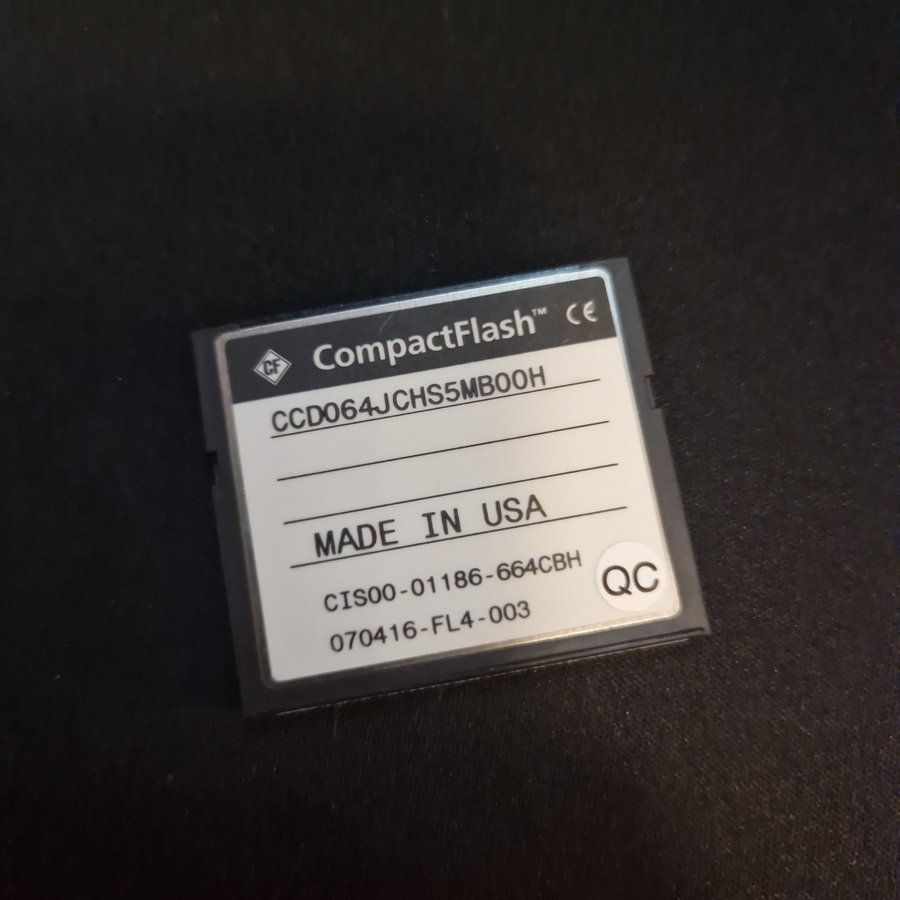 CF CompactFlash™ CE
CCD064JCHS5MB00H
MADE IN USA
CIS00-01186-664CBH
070416-FL4-003
QC